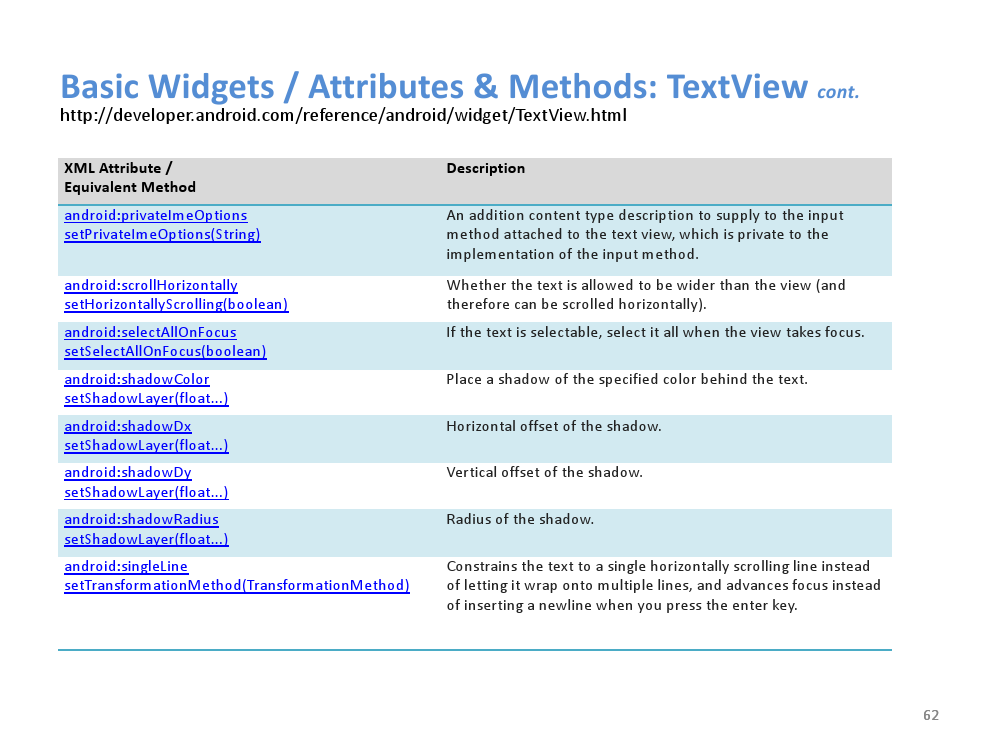 Basic Widgets / Attributes & Methods: TextView cont.
http://developer.android.com/reference/android/widget/TextView.html
XML Attribute /
Equivalent Method
Description
android:privateImeOptions
setPrivateImeOptions(String)
An addition content type description to supply to the input
method attached to the text view, which is private to the
implementation of the input method.
android:scrollHorizontally
setHorizontallyScrolling(boolean)
Whether the text is allowed to be wider than the view (and
therefore can be scrolled horizontally).
android:selectAllOnFocus
setSelectAllOnFocus(boolean)
If the text is selectable, select it all when the view takes focus.
android:shadowColor
setShadowLayer(float...)
Place a shadow of the specified color behind the text.
android:shadowDx
setShadowLayer(float...)
Horizontal offset of the shadow.
android:shadowDy
setShadowLayer(float...)
Vertical offset of the shadow.
android:shadowRadius
setShadowLayer(float...)
Radius of the shadow.
android:singleLine
setTransformationMethod(TransformationMethod)
Constrains the text to a single horizontally scrolling line instead
of letting it wrap onto multiple lines, and advances focus instead
of inserting a newline when you press the enter key.
62